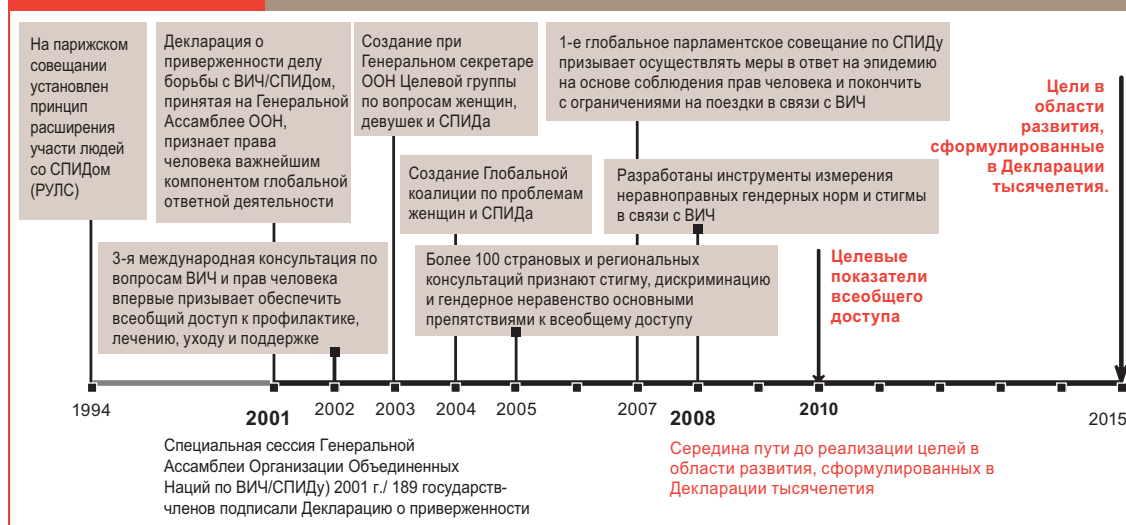 На парижском
совещании
установлен
принцип
расширения
участи людей
со СПИДом
(РУЛС)
Декларация о
приверженности делу
борьбы с ВИЧ/СПИДом,
принятая на Генеральной
Ассамблее ООН,
признает права
человека важнейшим
компонентом глобальной
ответной деятельности
Создание при
Генеральном секретаре
ООН Целевой группы
по вопросам женщин,
девушек и СПИДа
1-е глобальное парламентское совещание по СПИДу
призывает осуществлять меры в ответ на эпидемию
на основе соблюдения прав человека и покончить
с ограничениями на поездки в связи с ВИЧ
Цели в
области
развития,
сформулированные
в Декларации
тысячелетия.
Создание Глобальной
коалиции по проблемам
женщин и СПИДа
Разработаны инструменты измерения
неравноправных гендерных норм и стигмы
в связи с ВИЧ
3-я международная консультация по
вопросам ВИЧ и прав человека
впервые призывает обеспечить
всеобщий доступ к профилактике,
лечению, уходу и поддержке
Более 100 страновых и региональных
консультаций признают стигму, дискриминацию
и гендерное неравенство основными
препятствиями к всеобщему доступу
Целевые
показатели
всеобщего
доступа
1994
2001
2002
2003
2004
2005
2007
2008
2010
2015
Специальная сессия Генеральной
Ассамблеи Организации Объединенных
Наций по ВИЧ/СПИДу) 2001 г./ 189 государств-
членов подписали Декларацию о приверженности
Середина пути до реализации целей в
области развития, сформулированных в
Декларации тысячелетия